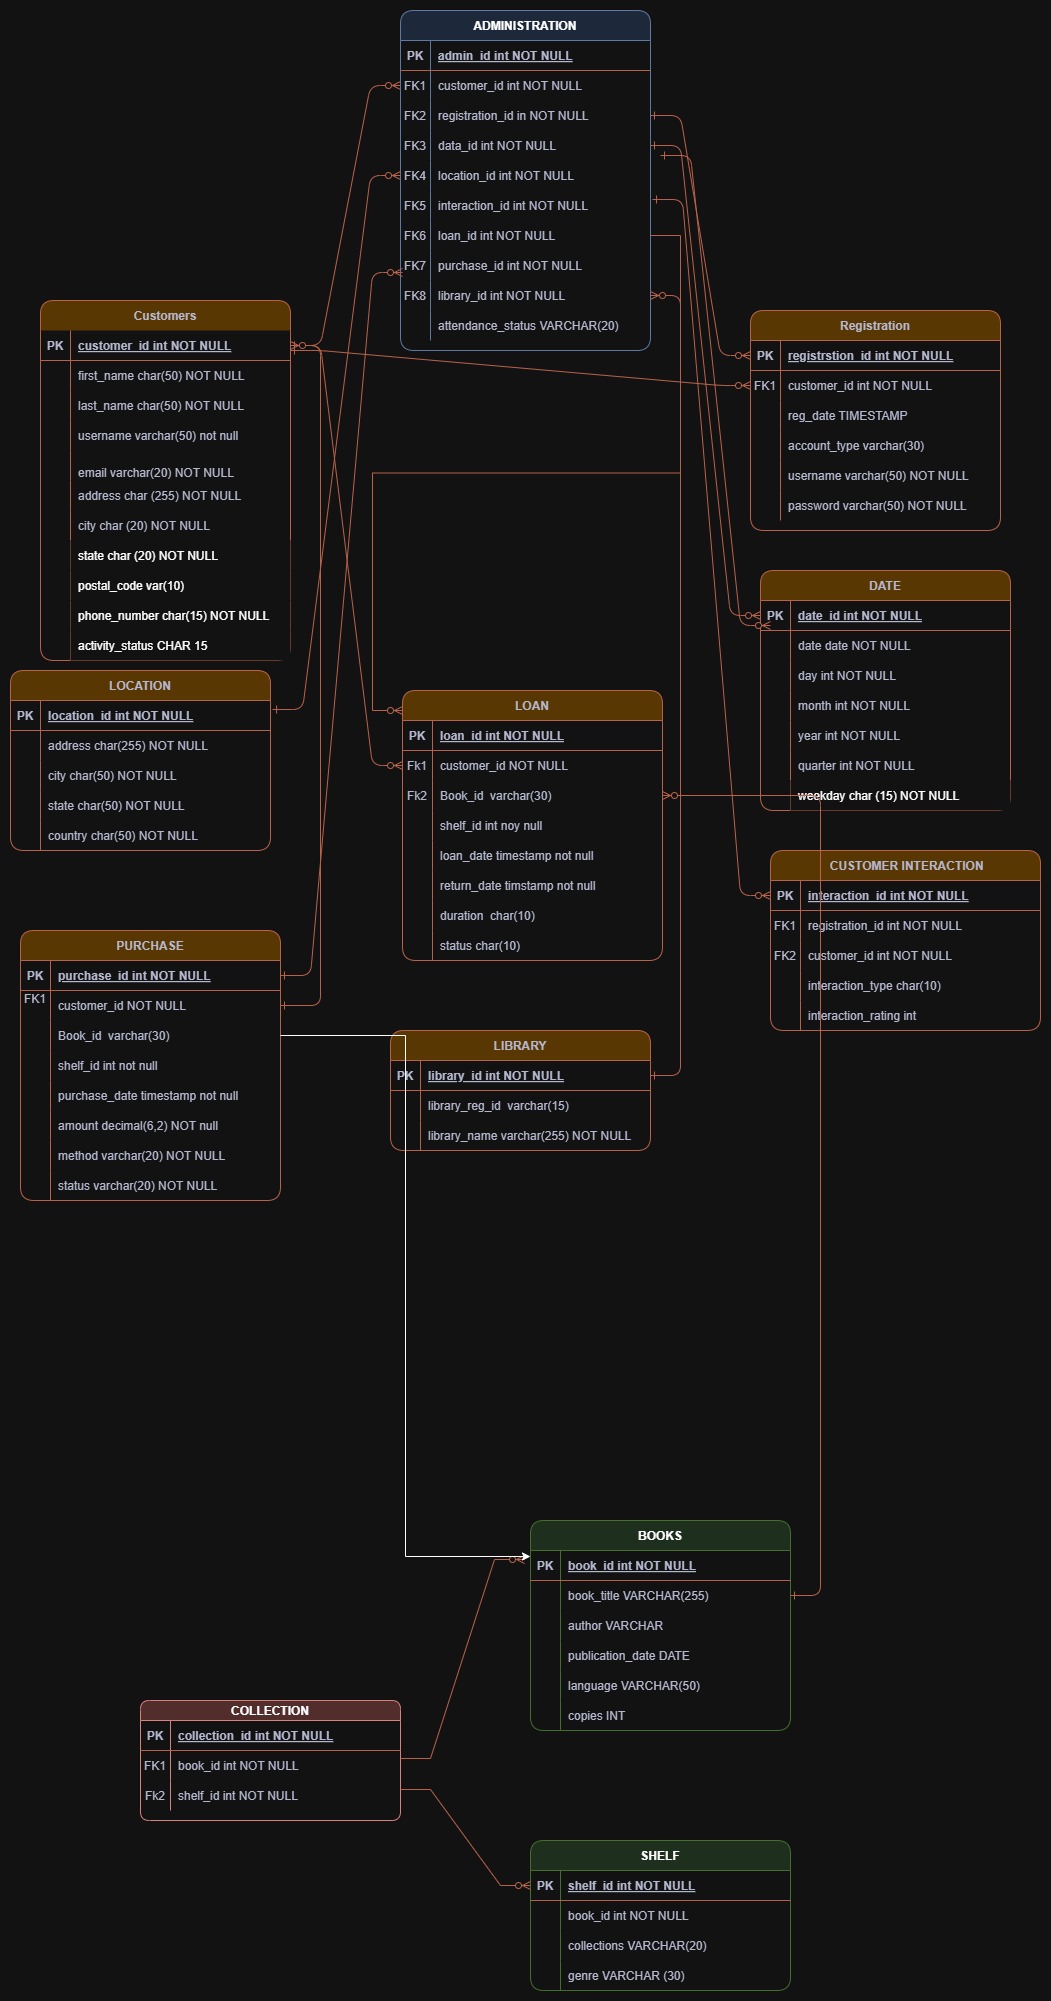 ADMINISTRATION
PK admin_id int NOT NULL
FK1 customer_id int NOT NULL
FK2 registration_id in NOT NULL
FK3 data_id int NOT NULL
FK4 location_id int NOT NULL
FK5 interaction_id int NOT NULL
FK6 loan_id int NOT NULL
FK7 purchase_id int NOT NULL
FK8 library_id int NOT NULL
attendance_status VARCHAR(20)
Customers
PK customer_id int NOT NULL
first_name char(50) NOT NULL
last_name char(50) NOT NULL
username varchar(50) not null
email varchar(20) NOT NULL
address char (255) NOT NULL
city char (20) NOT NULL
state char (20) NOT NULL
postal_code var(10)
phone_number char(15) NOT NULL
activity_status CHAR 15
Registration
PK registrstion_id int NOT NULL
FK1 customer_id int NOT NULL
reg_date TIMESTAMP
account_type varchar(30)
username varchar(50) NOT NULL
password varchar(50) NOT NULL
DATE
PK date_id int NOT NULL
date date NOT NULL
day int NOT NULL
month int NOT NULL
year int NOT NULL
quarter int NOT NULL
weekday char (15) NOT NULL
LOCATION
PK location_id int NOT NULL
address char(255) NOT NULL
city char(50) NOT NULL
state char(50) NOT NULL
country char(50) NOT NULL
LOAN
PK loan_id int NOT NULL
Fk1 customer_id NOT NULL
Fk2 Book_id varchar(30)
shelf_id int noy null
loan_date timestamp not null
return_date timstamp not null
duration char(10)
status char(10)
CUSTOMER INTERACTION
PK interaction_id int NOT NULL
FK1 registration_id int NOT NULL
FK2 customer_id int NOT NULL
interaction_type char(10)
interaction_rating int
PURCHASE
PK purchase_id int NOT NULL
FK1 customer_id NOT NULL
Book_id varchar(30)
shelf_id int not null
purchase_date timestamp not null
amount decimal(6,2) NOT null
method varchar(20) NOT NULL
status varchar(20) NOT NULL
LIBRARY
PK library_id int NOT NULL
library_reg_id varchar(15)
library_name varchar(255) NOT NULL
BOOKS
PK book_id int NOT NULL
book_title VARCHAR(255)
author VARCHAR
publication_date DATE
language VARCHAR(50)
copies INT
COLLECTION
PK collection_id int NOT NULL
FK1 book_id int NOT NULL
Fk2 shelf_id int NOT NULL
SHELF
PK shelf_id int NOT NULL
book_id int NOT NULL
collections VARCHAR(20)
genre VARCHAR (30)